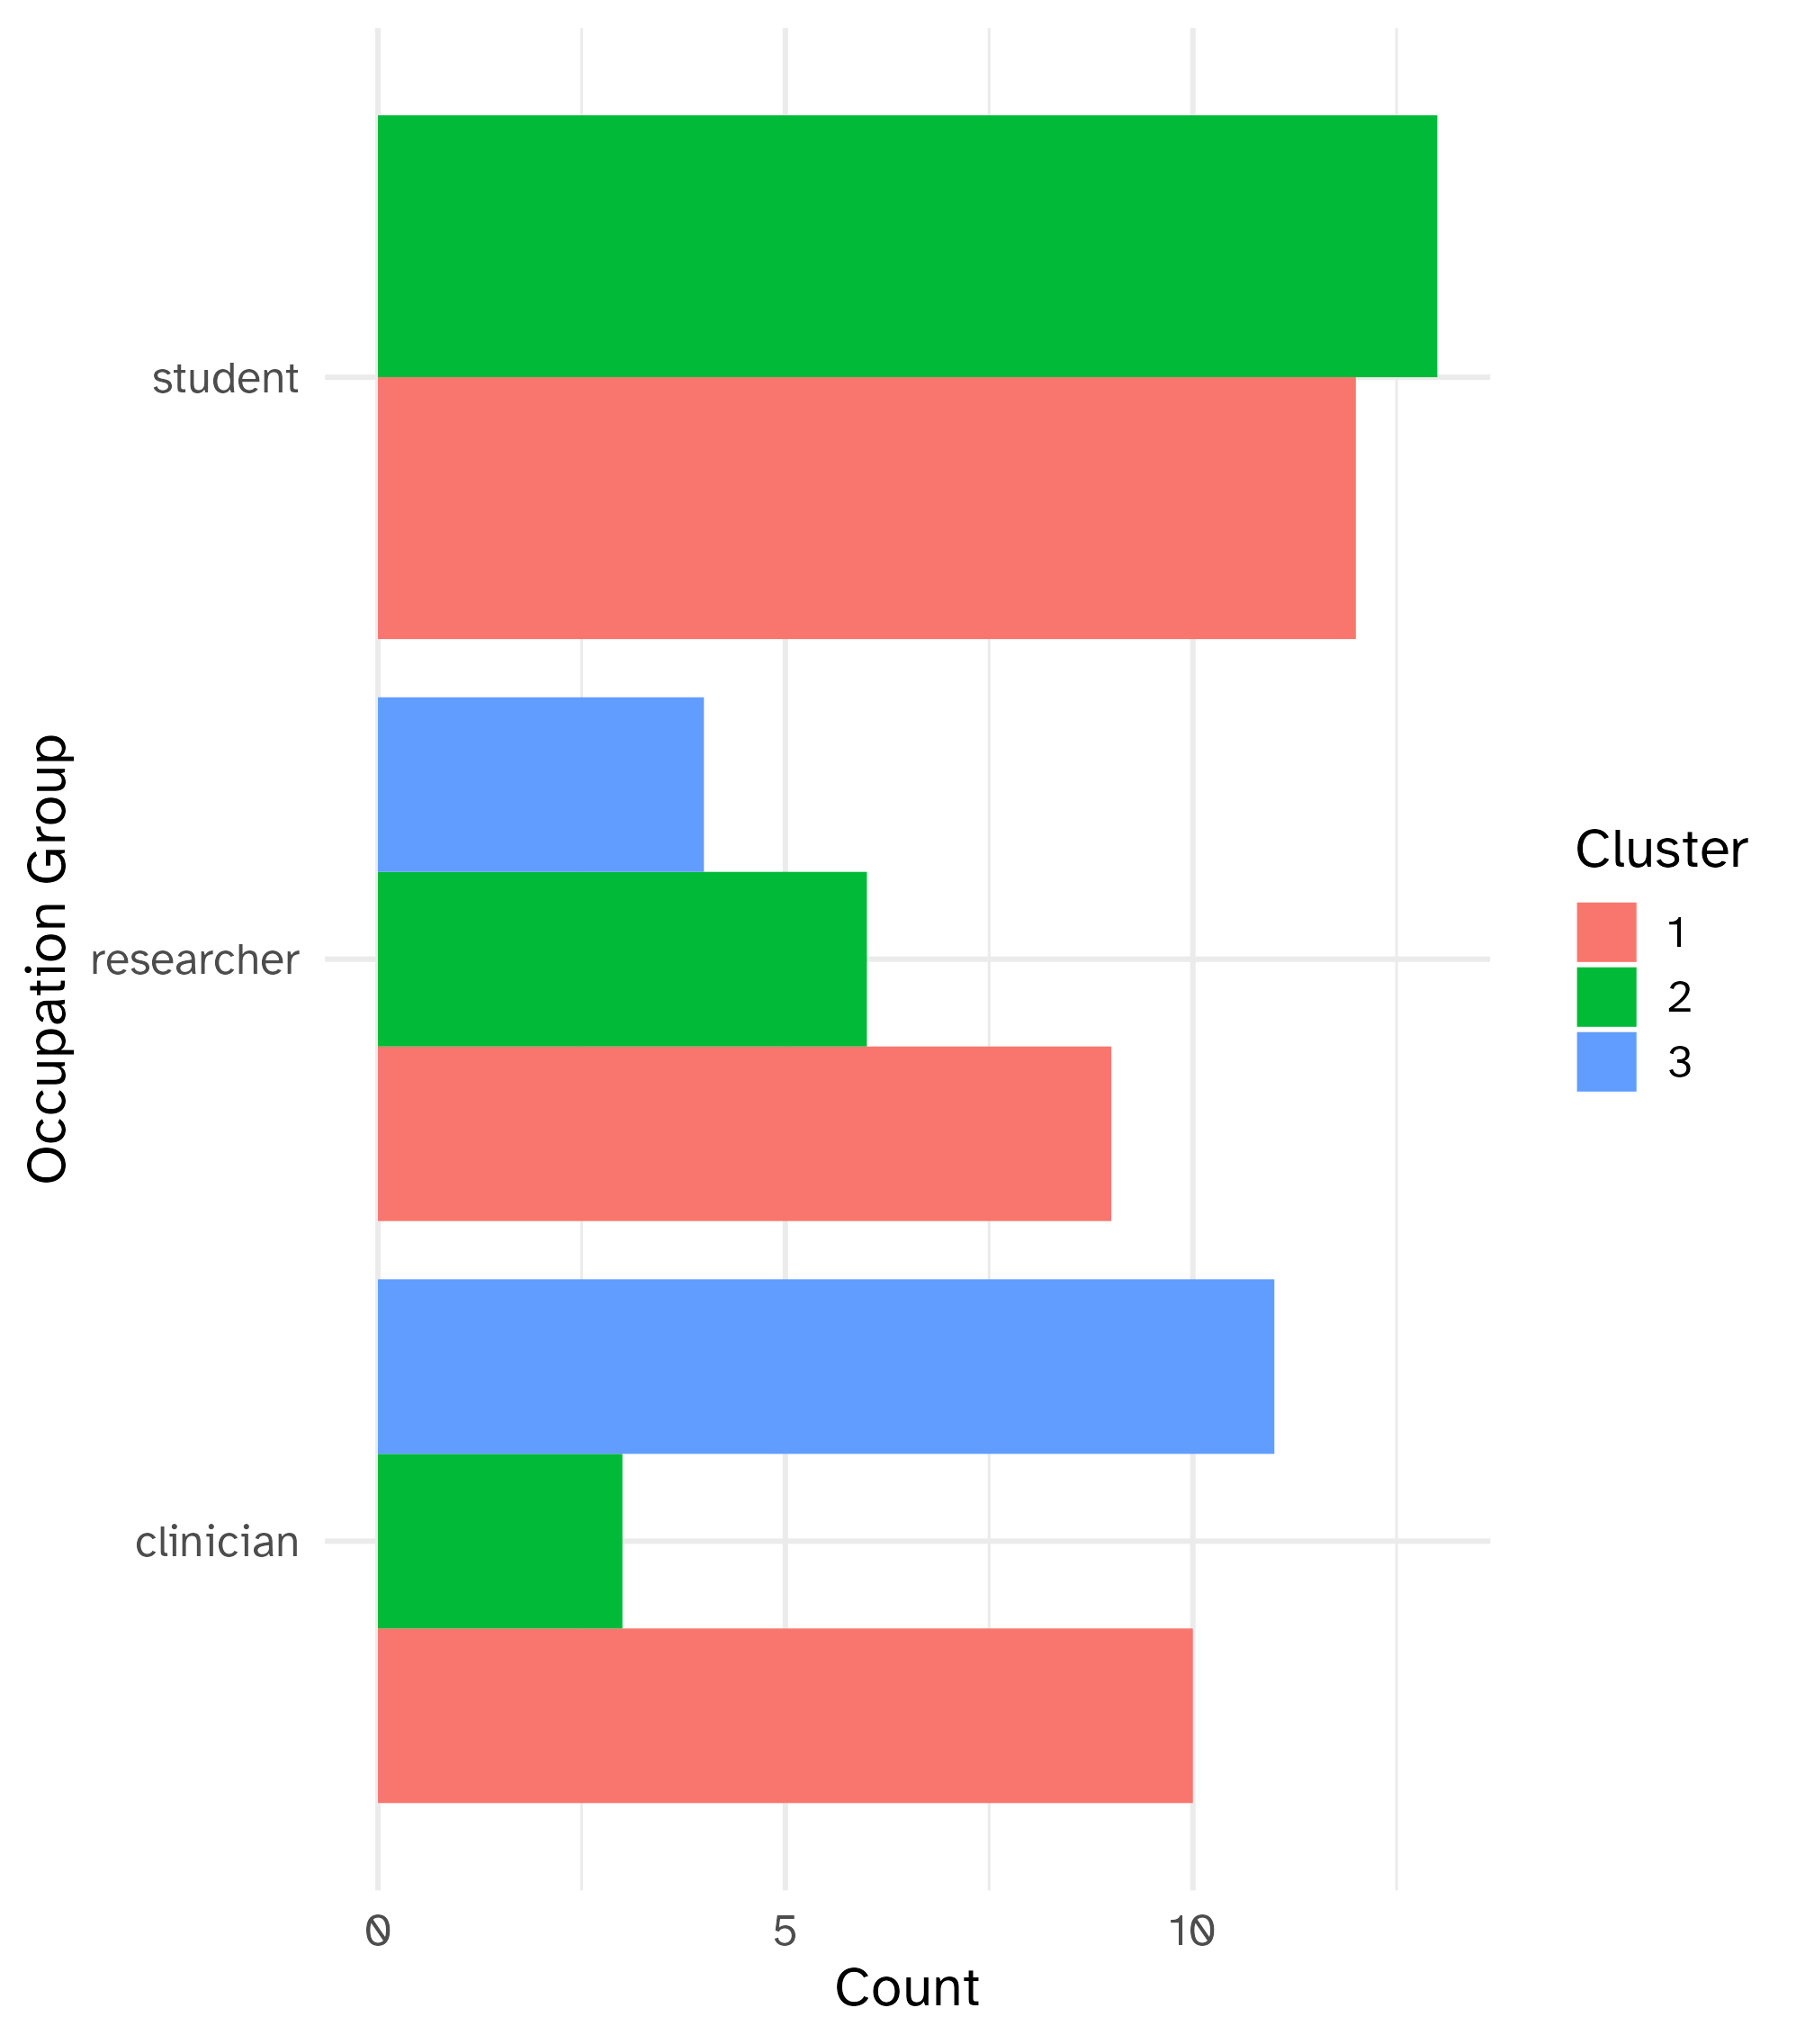 student
researcher
clinician
Occupation Group
0
5
10
Count
Cluster
1
2
3